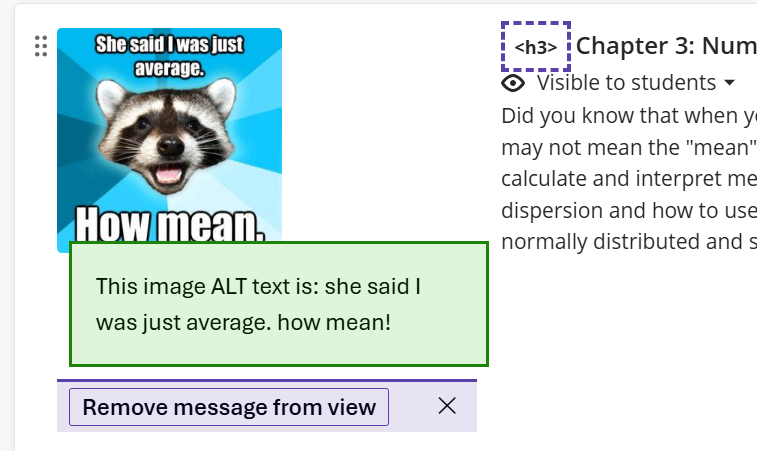 She said I was just
average.
How mean.
This image ALT text is: she said I
was just average. how mean!
Remove message from view
<h3> Chapter 3: Num
Visible to students
Did you know that when y
may not mean the "mean"
calculate and interpret me
dispersion and how to use
normally distributed and s